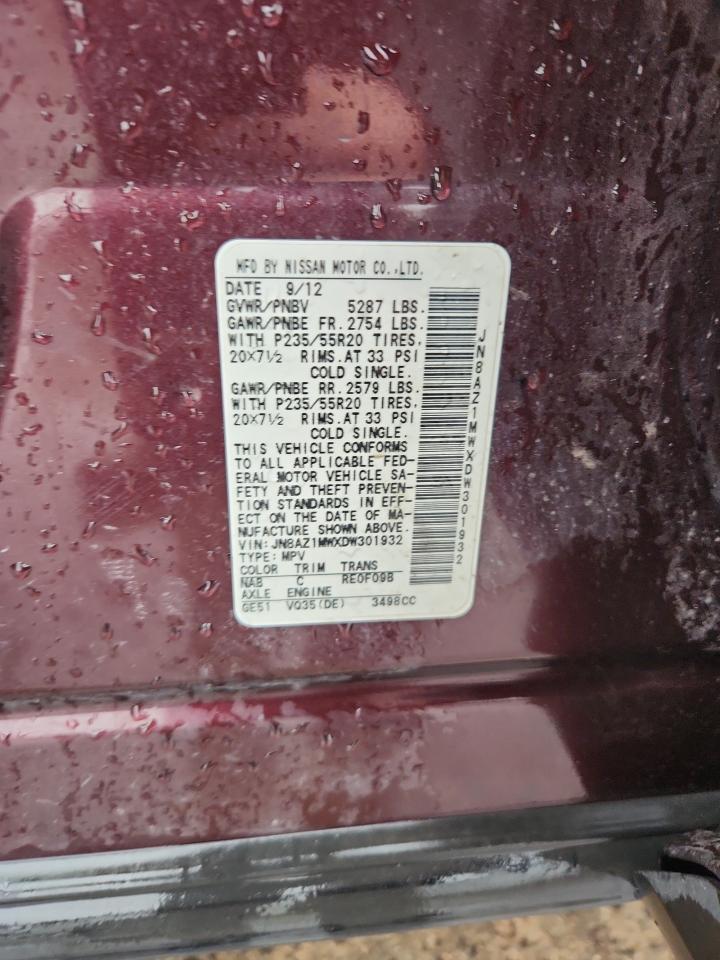 MFD BY NISSAN MOTOR CO.,LTD.
DATE 9/12
GVWR/PNBV 5287 LBS.
GAWR/PNBE FR. 2754 LBS.
WITH P235/55R20 TIRES,
20×7½ RIMS.AT 33 PSI
COLD SINGLE.
GAWR/PNBE RR. 2579 LBS.
WITH P235/55R20 TIRES,
20×7½ RIMS.AT 33 PSI
COLD SINGLE.
THIS VEHICLE CONFORMS
TO ALL APPLICABLE FED-
ERAL MOTOR VEHICLE SA-
FETY AND THEFT PREVEN-
TION STANDARDS IN EFF-
ECT ON THE DATE OF MA-
NUFACTURE SHOWN ABOVE.
VIN: JN8AZ1MWXDW301932
TYPE: MPV
COLOR TRIM TRANS
NAB C RE0F09B
AXLE ENGINE
GE51 VQ35(DE) 3498CC
JN8AZ1MWXDW301932